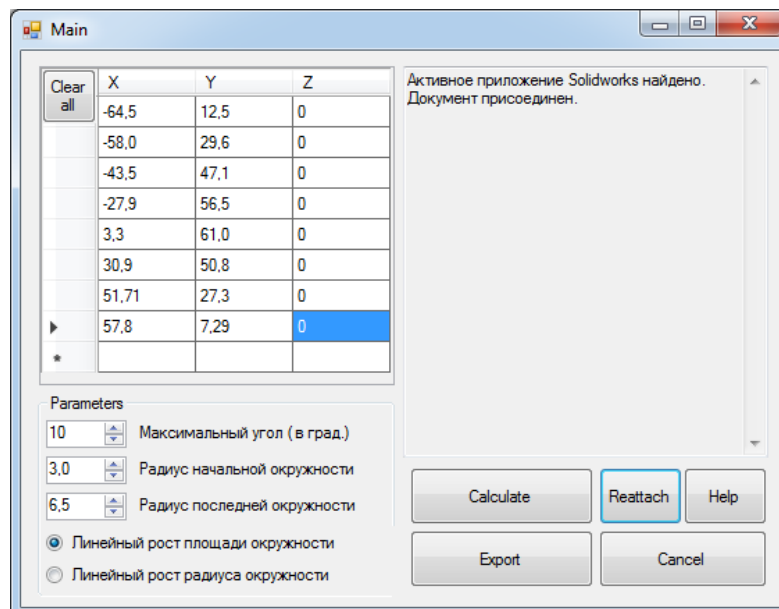 Main
Clear all X Y Z
-64,5 12,5 0
-58,0 29,6 0
-43,5 47,1 0
-27,9 56,5 0
3,3 61,0 0
30,9 50,8 0
51,71 27,3 0
57,8 7,29 0
Активное приложение Solidworks найдено.
Документ присоединен.
Parameters
10 Максимальный угол ( в град.)
3,0 Радиус начальной окружности
6,5 Радиус последней окружности
Линейный рост площади окружности
Линейный рост радиуса окружности
Calculate Reattach Help
Export Cancel